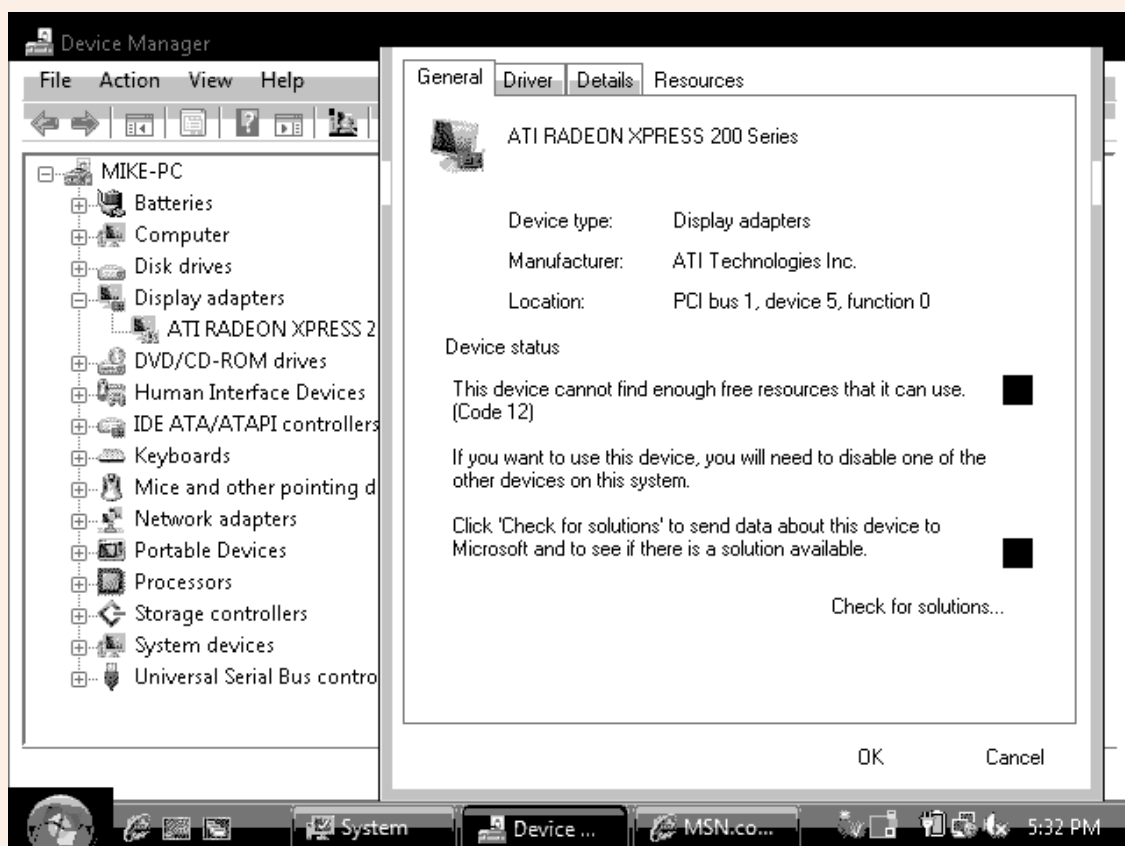 Device Manager
File Action View Help
MIKE-PC
Batteries
Computer
Disk drives
Display adapters
ATI RADEON XPRESS 2
DVD/CD-ROM drives
Human Interface Devices
IDE ATA/ATAPI controllers
Keyboards
Mice and other pointing d
Network adapters
Portable Devices
Processors
Storage controllers
System devices
Universal Serial Bus contro
General Driver Details Resources
ATI RADEON XPRESS 200 Series
Device type: Display adapters
Manufacturer: ATI Technologies Inc.
Location: PCI bus 1, device 5, function 0
Device status
This device cannot find enough free resources that it can use.
(Code 12)
If you want to use this device, you will need to disable one of the
other devices on this system.
Click 'Check for solutions' to send data about this device to
Microsoft and to see if there is a solution available.
Check for solutions...
OK Cancel
System Device ... MSN.co... 5:32 PM